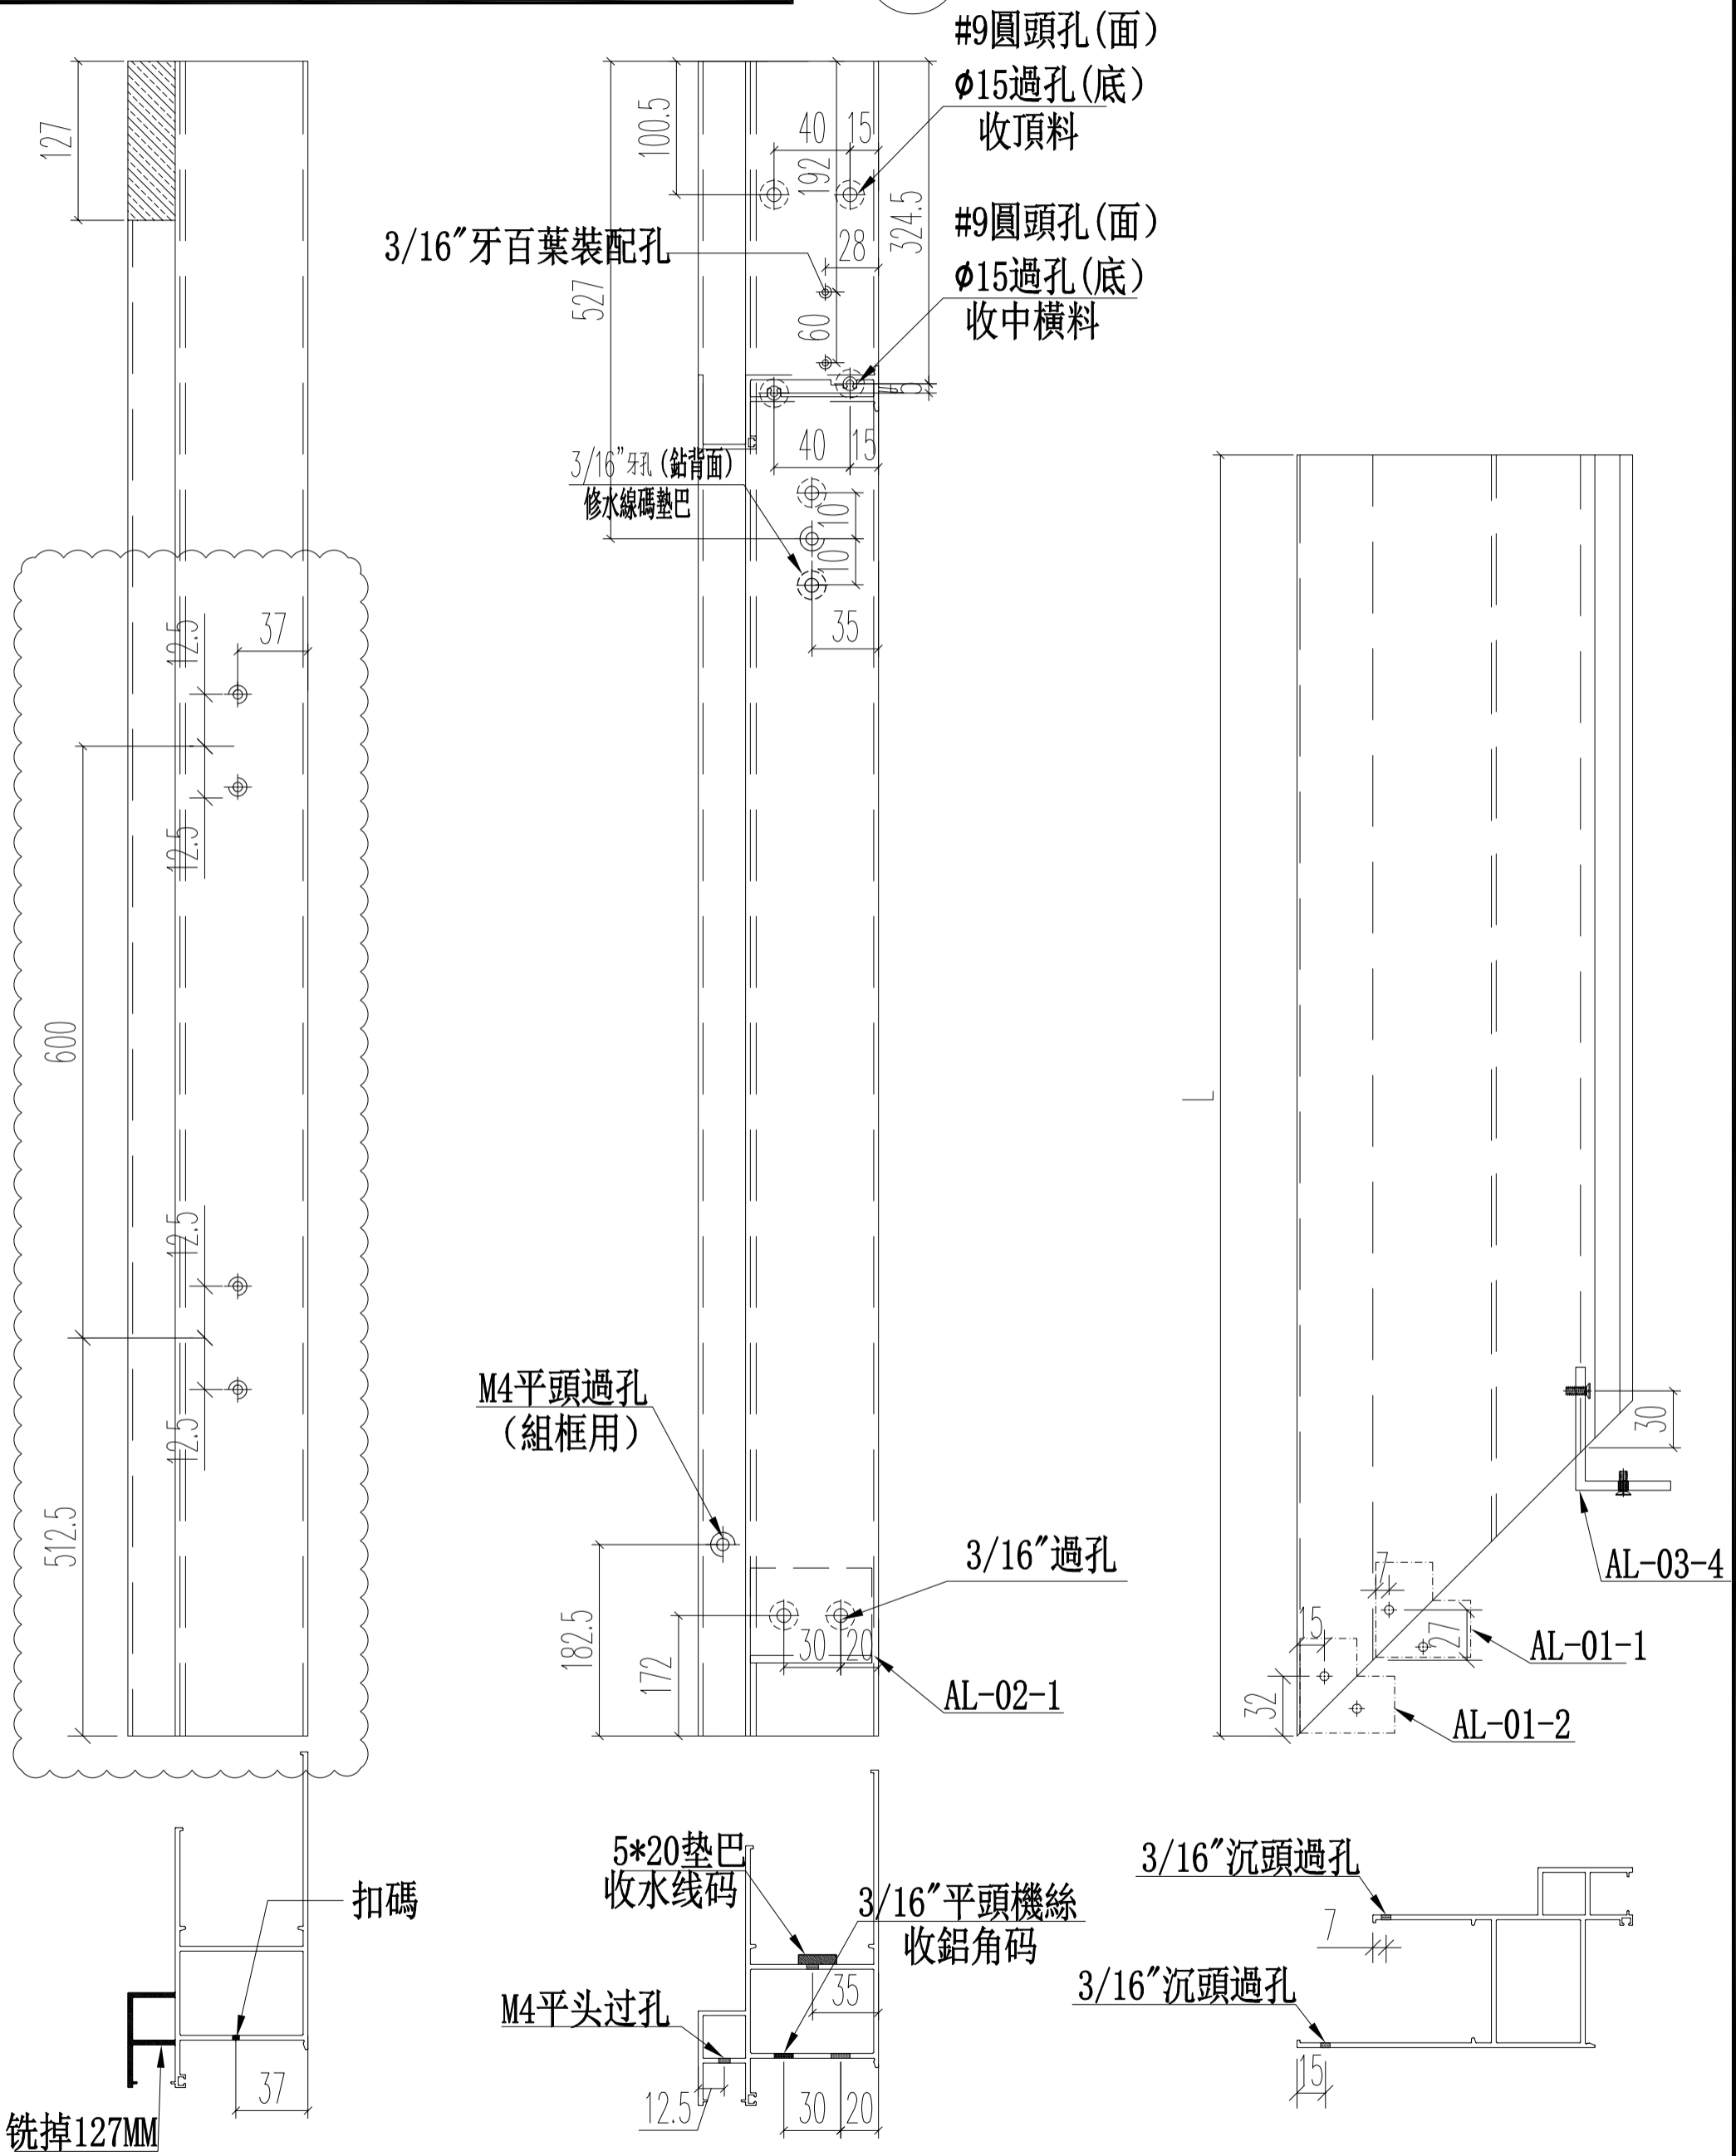 #9圓頭孔(面)
ϕ15過孔(底)
收頂料
127
100.5
40
15
192
324.5
#9圓頭孔(面)
ϕ15過孔(底)
收中橫料
3/16″牙百葉裝配孔
28
527
60
40
15
3/16"牙孔(鉆背面)
修水線碼墊巴
10
10
35
37
12.5
12.5
600
L
12.5
12.5
512.5
M4平頭過孔
(組框用)
30
3/16″過孔
AL-03-4
7
15
27
AL-01-1
182.5
172
30
20
AL-02-1
32
AL-01-2
5*20垫巴
收水线码
3/16″平頭機絲
收鋁角码
3/16″沉頭過孔
扣碼
7
35
M4平头过孔
3/16″沉頭過孔
37
12.5
30
20
15
铣掉127MM